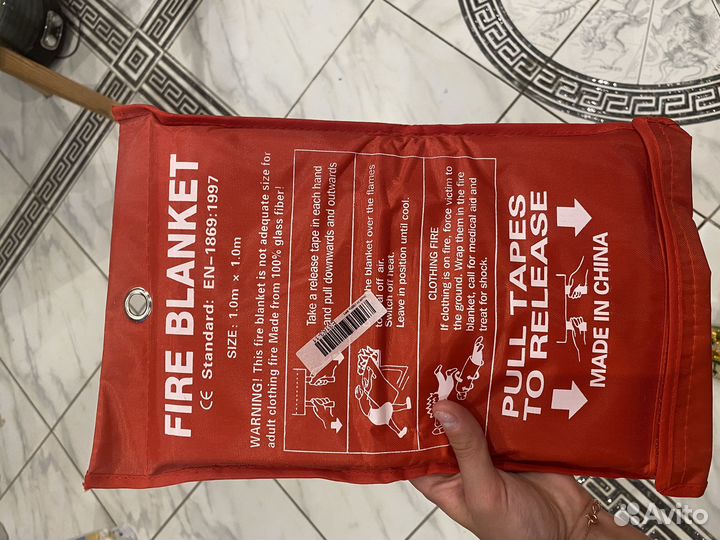 FIRE BLANKET
CE Standard: EN-1869:1997
SIZE: 1.0m × 1.0m
WARNING! This fire blanket is not adequate size for
adult clothing fire Made from 100% glass fiber!
Take a release tape in each hand
and pull downwards and outwards
the blanket over the flames
off air.
Switch off heat.
Leave in position until cool.
CLOTHING FIRE
If clothing is on fire, force victim to
the ground. Wrap them in the fire
blanket, call for medical aid and
treat for shock.
PULL TAPES
TO RELEASE
MADE IN CHINA
Avito